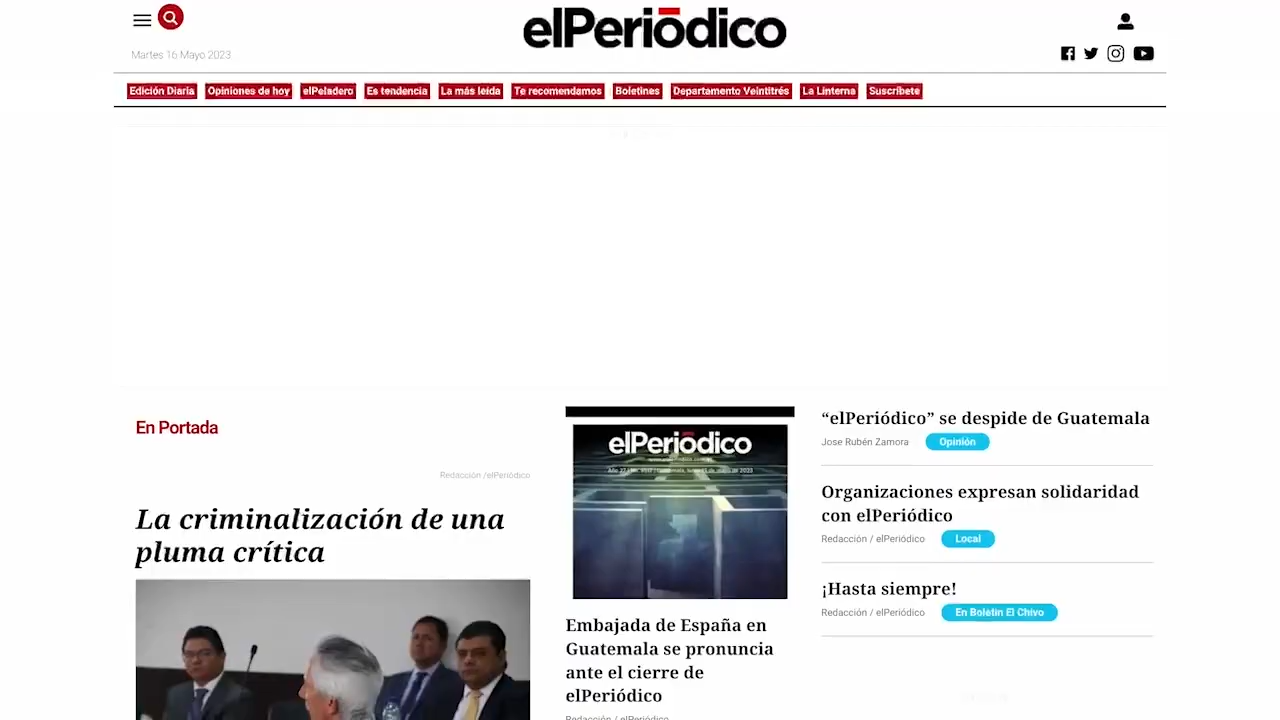 elPeriódico
Martes 16 Mayo 2023
Edición Diaria Opiniones de hoy elPeladero Es tendencia La más leída Te recomendamos Boletines Departamento Veintitrés La Linterna Suscríbete
En Portada
Redacción /elPeriódico
La criminalización de una
pluma crítica
elPeriódico
Embajada de España en
Guatemala se pronuncia
ante el cierre de
elPeriódico
Redacción / elPeriódico
“elPeriódico” se despide de Guatemala
Jose Rubén Zamora Opinión
Organizaciones expresan solidaridad
con elPeriódico
Redacción / elPeriódico Local
¡Hasta siempre!
Redacción / elPeriódico En Boletín El Chivo